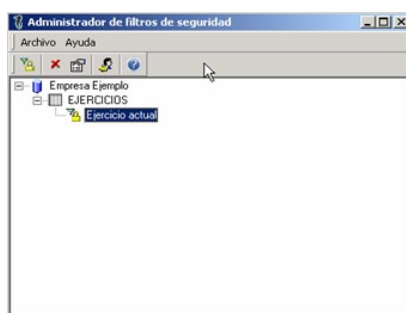 Administrador de filtros de seguridad
Archivo Ayuda
Empresa Ejemplo
EJERCICIOS
Ejercicio actual